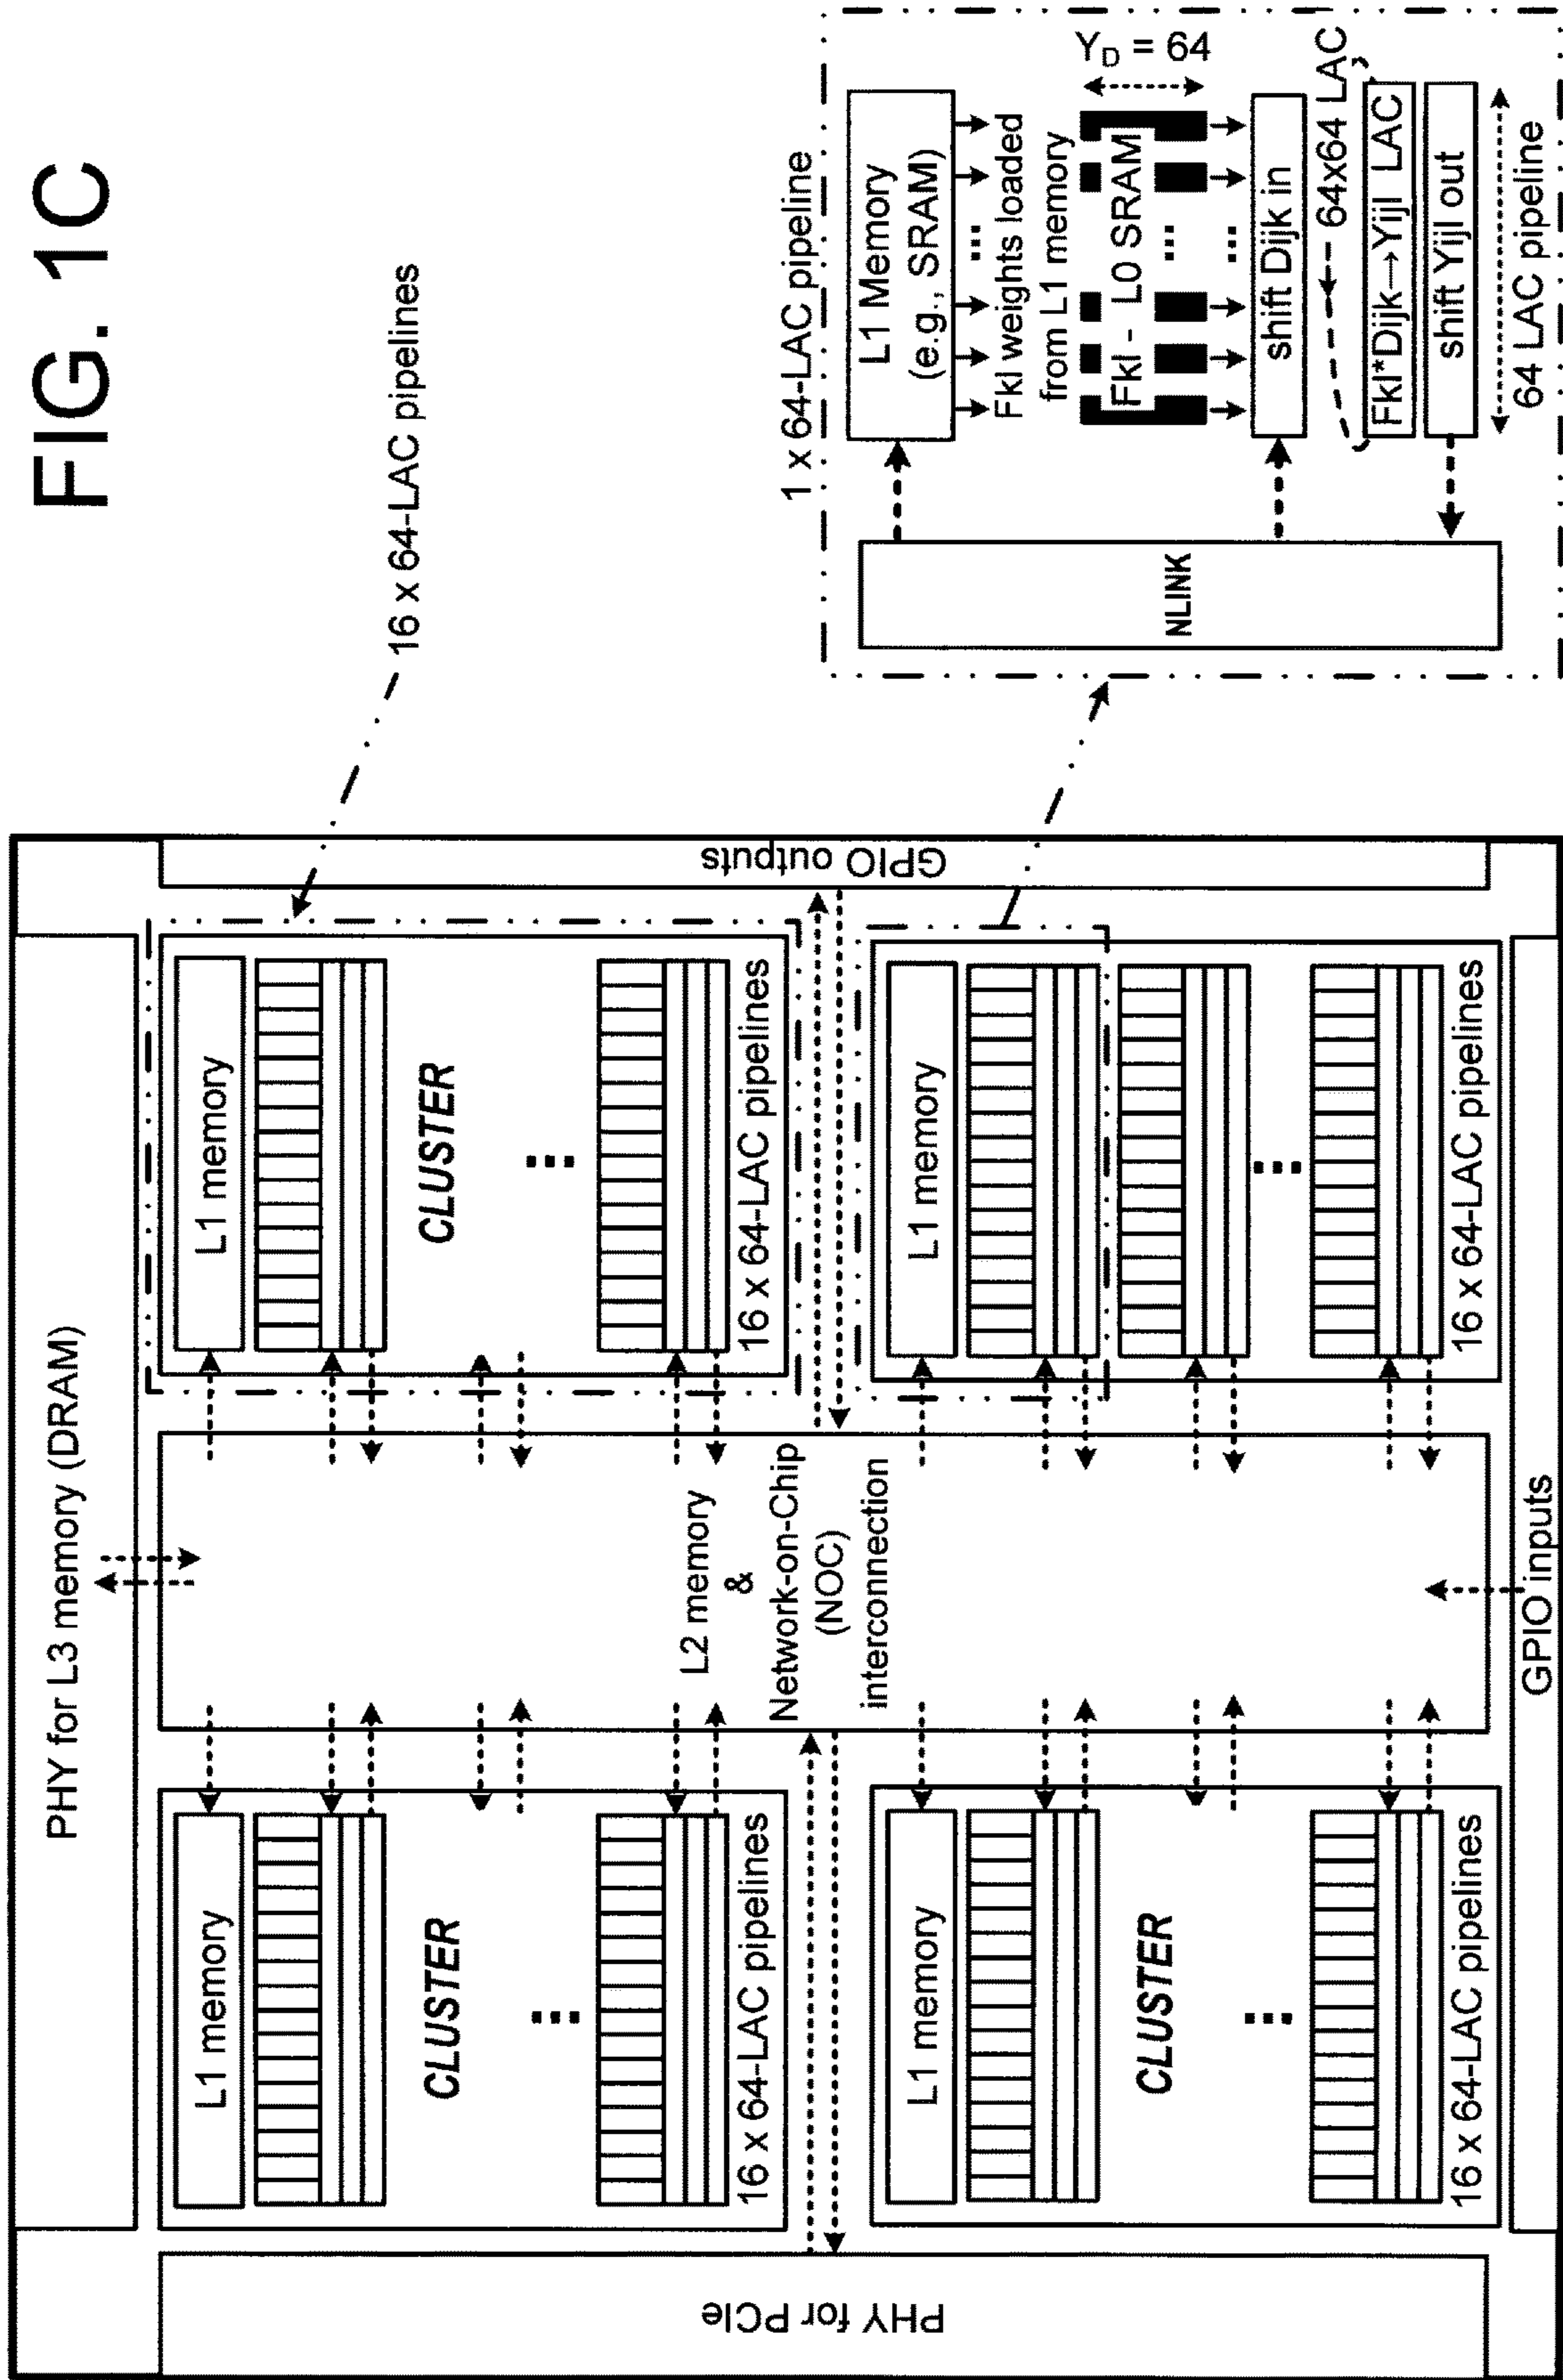 FIG. 1C
PHY for L3 memory (DRAM)
PHY for PCIe
L1 memory
CLUSTER
16 x 64-LAC pipelines
L1 memory
CLUSTER
16 x 64-LAC pipelines
L2 memory
&
Network-on-Chip
(NOC)
interconnection
L1 memory
CLUSTER
16 x 64-LAC pipelines
L1 memory
16 x 64-LAC pipelines
GPIO outputs
GPIO inputs
16 x 64-LAC pipelines
1 x 64-LAC pipeline
NLINK
L1 Memory
(e.g., SRAM)
Fkl weights loaded
from L1 memory
Fkl - L0 SRAM
YD = 64
shift Dijk in
64x64 LAC
Fkl*Dijk→Yijl LAC
shift Yijl out
64 LAC pipeline